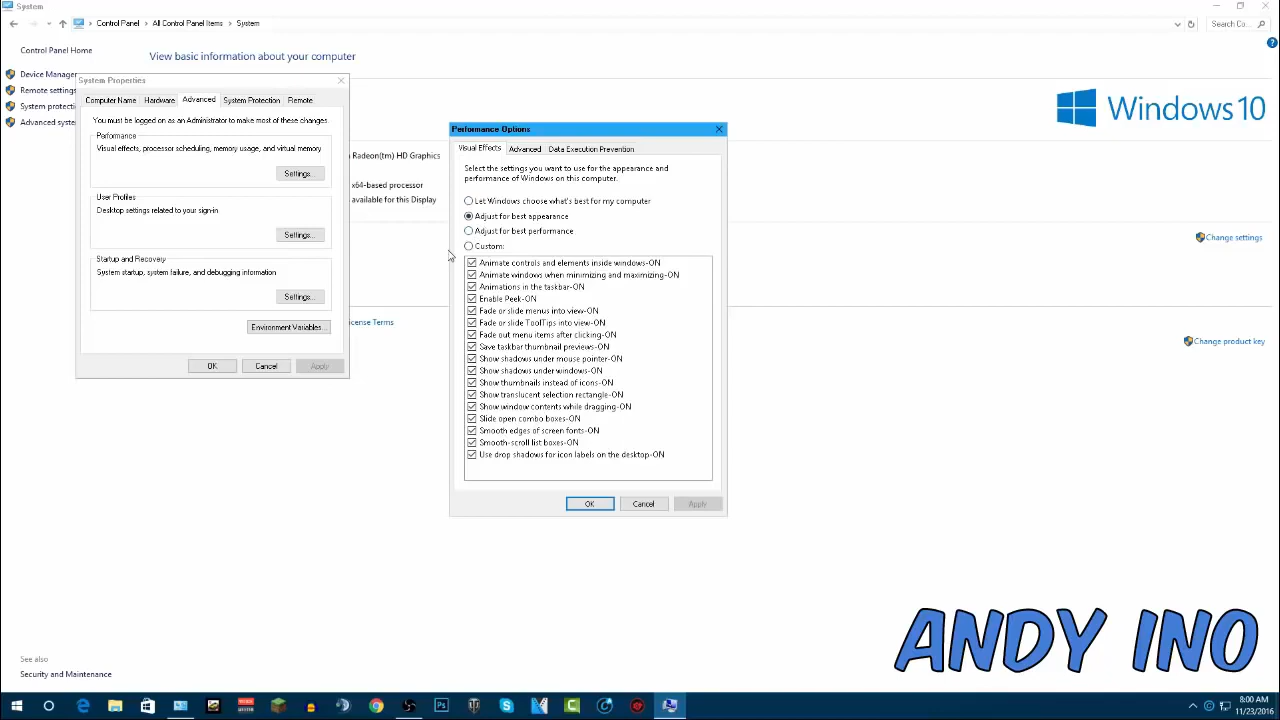 System
Control Panel > All Control Panel Items > System
Search Co...
Control Panel Home
View basic information about your computer
Device Manager
Remote settings
System protecti
Advanced syste
System Properties
Computer Name
Hardware
Advanced
System Protection
Remote
You must be logged on as an Administrator to make most of these changes.
Performance
Visual effects, processor scheduling, memory usage, and virtual memory
Settings...
User Profiles
Desktop settings related to your sign-in
Settings...
Startup and Recovery
System startup, system failure, and debugging information
Settings...
Environment Variables...
OK
Cancel
Apply
Radeon(tm) HD Graphics
x64-based processor
available for this Display
cense Terms
Performance Options
Visual Effects
Advanced
Data Execution Prevention
Select the settings you want to use for the appearance and
performance of Windows on this computer.
Let Windows choose what's best for my computer
Adjust for best appearance
Adjust for best performance
Custom:
Animate controls and elements inside windows-ON
Animate windows when minimizing and maximizing-ON
Animations in the taskbar-ON
Enable Peek-ON
Fade or slide menus into view-ON
Fade or slide ToolTips into view-ON
Fade out menu items after clicking-ON
Save taskbar thumbnail previews-ON
Show shadows under mouse pointer-ON
Show shadows under windows-ON
Show thumbnails instead of icons-ON
Show translucent selection rectangle-ON
Show window contents while dragging-ON
Slide open combo boxes-ON
Smooth edges of screen fonts-ON
Smooth-scroll list boxes-ON
Use drop shadows for icon labels on the desktop-ON
OK
Cancel
Apply
Windows 10
Change settings
Change product key
See also
Security and Maintenance
ANDY INO
8:00 AM
11/23/2016